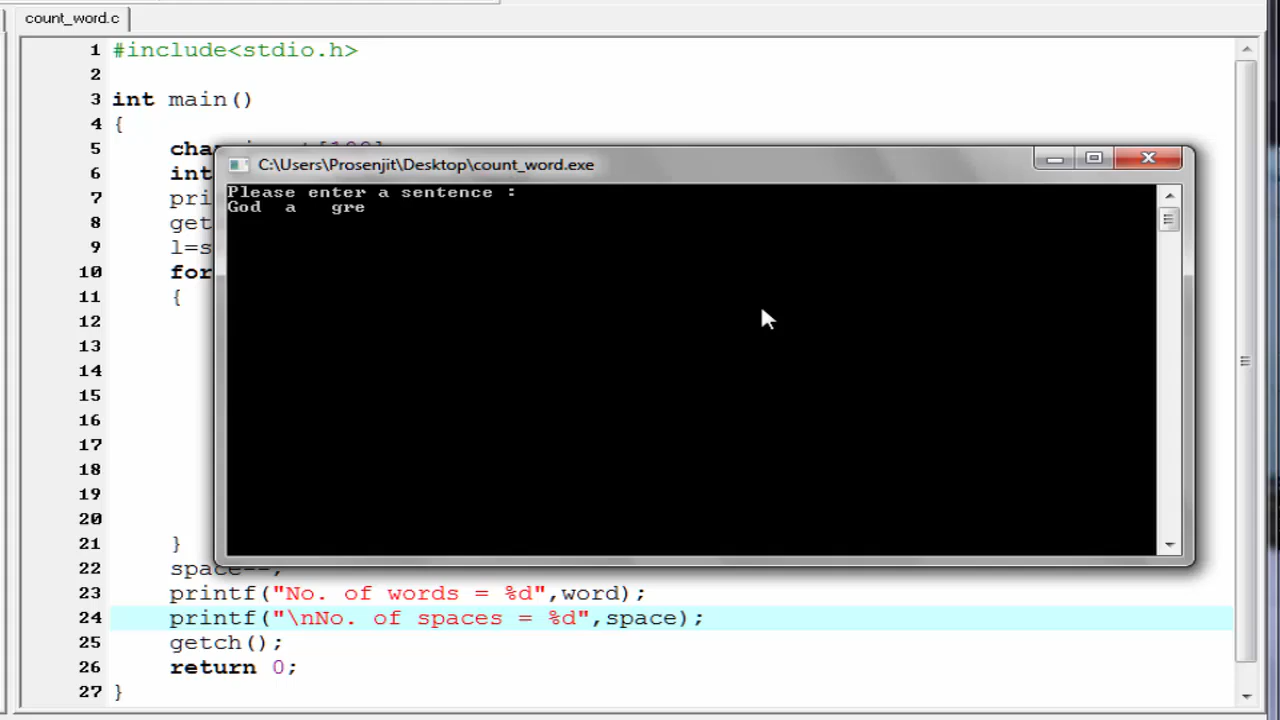 count_word.c
1 #include<stdio.h>
2
3 int main()
4 {
5 cha
6 int
7 pri
8 get
9 l=s
10 for
11 {
12
13
14
15
16
17
18
19
20
21 }
22 space--;
23 printf("No. of words = %d",word);
24 printf("\nNo. of spaces = %d",space);
25 getch();
26 return 0;
27 }
C:\Users\Prosenjit\Desktop\count_word.exe
Please enter a sentence :
God  a   gre